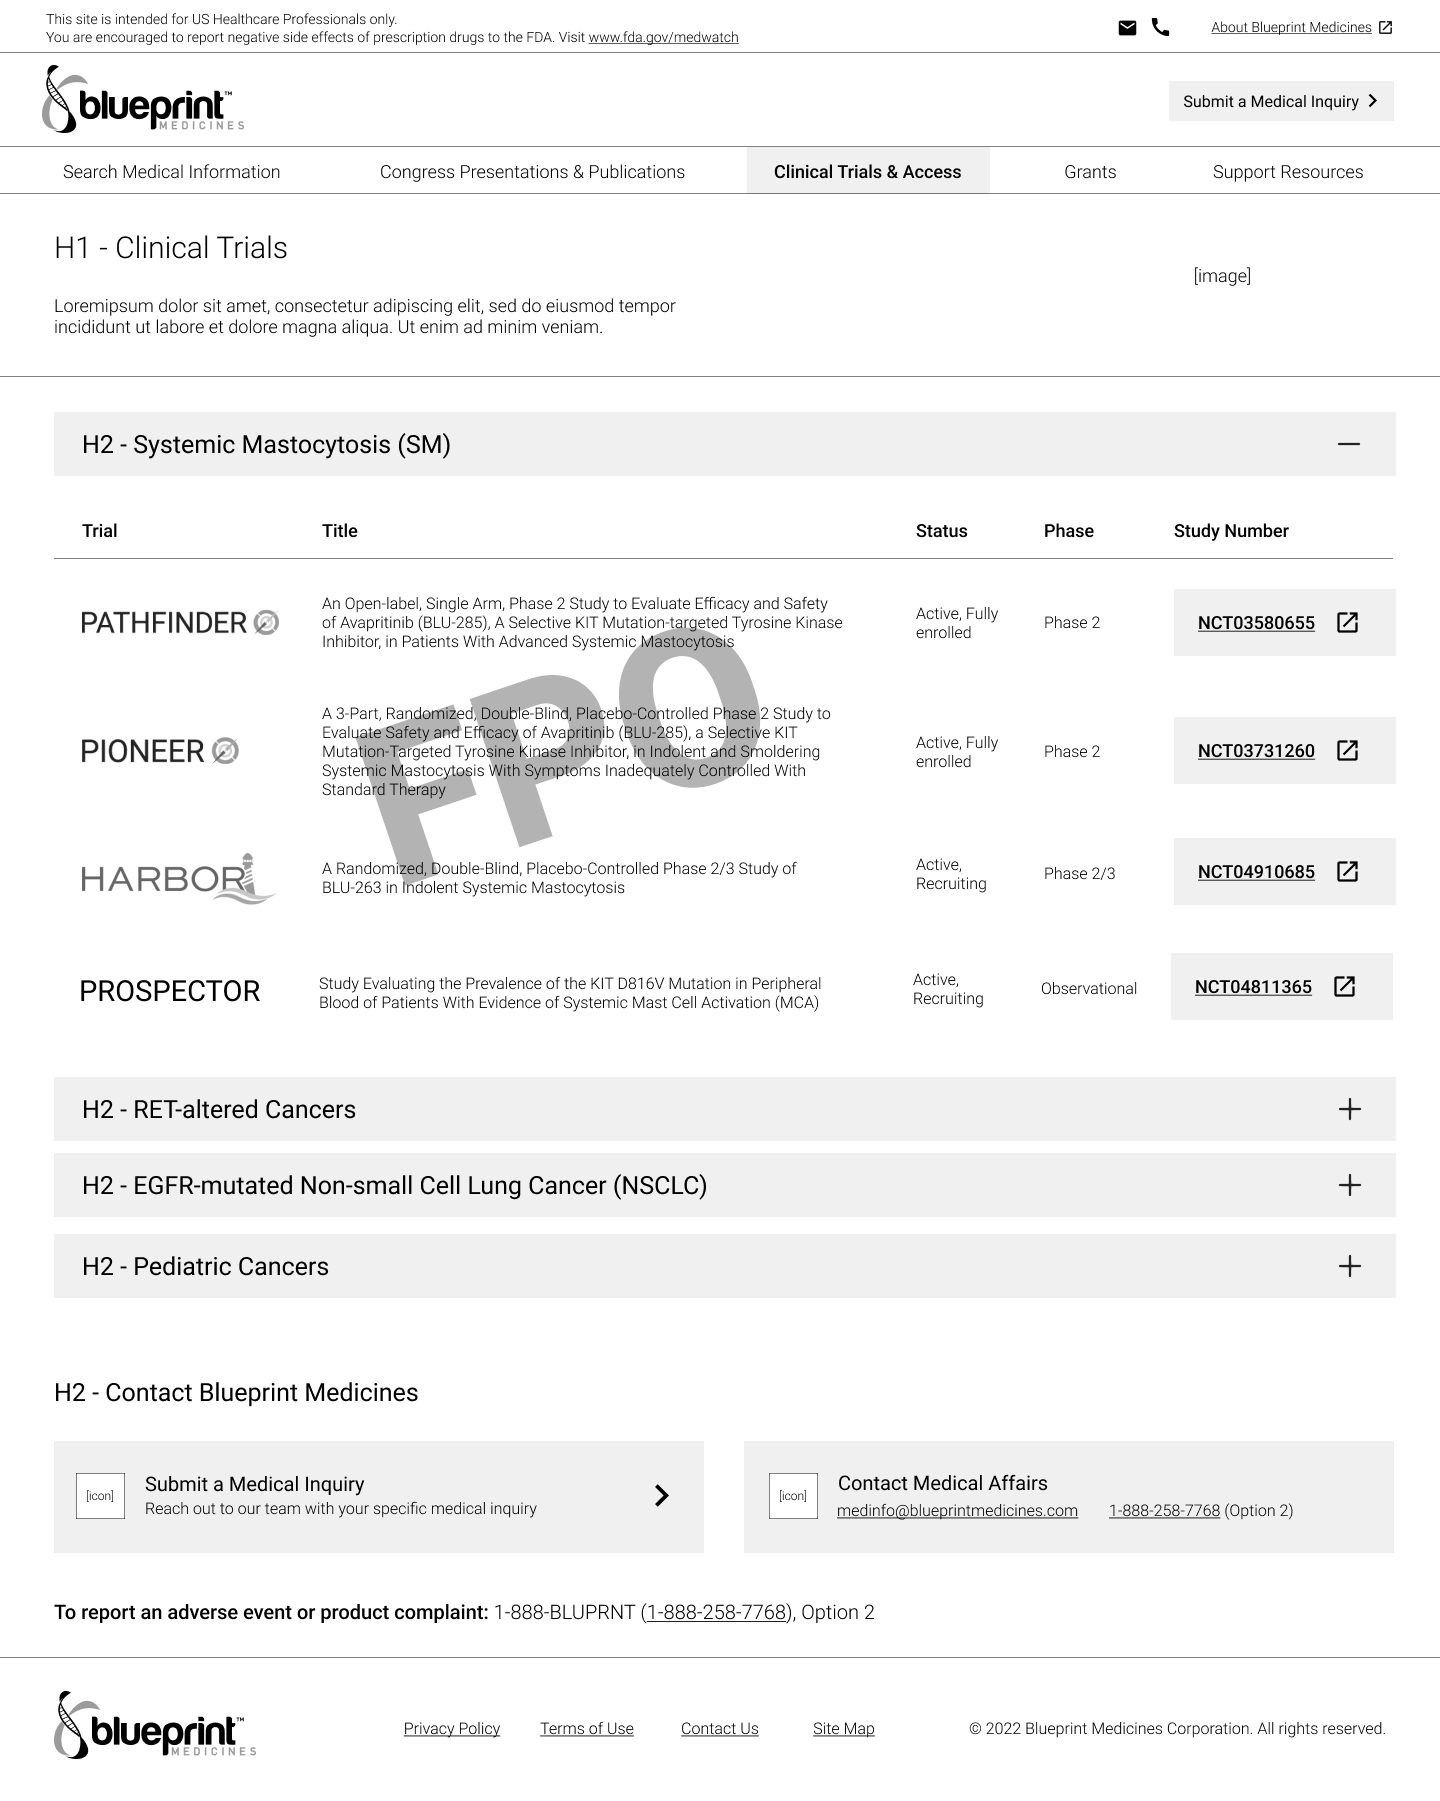 This site is intended for US Healthcare Professionals only.
You are encouraged to report negative side effects of prescription drugs to the FDA. Visit www.fda.gov/medwatch
About Blueprint Medicines
blueprint™
MEDICINES
Submit a Medical Inquiry
Search Medical Information
Congress Presentations & Publications
Clinical Trials & Access
Grants
Support Resources
H1 - Clinical Trials
[image]
Loremipsum dolor sit amet, consectetur adipiscing elit, sed do eiusmod tempor
incididunt ut labore et dolore magna aliqua. Ut enim ad minim veniam.
H2 - Systemic Mastocytosis (SM)
Trial
Title
Status
Phase
Study Number
PATHFINDER
An Open-label, Single Arm, Phase 2 Study to Evaluate Efficacy and Safety
of Avapritinib (BLU-285), A Selective KIT Mutation-targeted Tyrosine Kinase
Inhibitor, in Patients With Advanced Systemic Mastocytosis
Active, Fully
enrolled
Phase 2
NCT03580655
FPO
PIONEER
A 3-Part, Randomized, Double-Blind, Placebo-Controlled Phase 2 Study to
Evaluate Safety and Efficacy of Avapritinib (BLU-285), a Selective KIT
Mutation-Targeted Tyrosine Kinase Inhibitor, in Indolent and Smoldering
Systemic Mastocytosis With Symptoms Inadequately Controlled With
Standard Therapy
Active, Fully
enrolled
Phase 2
NCT03731260
HARBOR
A Randomized, Double-Blind, Placebo-Controlled Phase 2/3 Study of
BLU-263 in Indolent Systemic Mastocytosis
Active,
Recruiting
Phase 2/3
NCT04910685
PROSPECTOR
Study Evaluating the Prevalence of the KIT D816V Mutation in Peripheral
Blood of Patients With Evidence of Systemic Mast Cell Activation (MCA)
Active,
Recruiting
Observational
NCT04811365
H2 - RET-altered Cancers
H2 - EGFR-mutated Non-small Cell Lung Cancer (NSCLC)
H2 - Pediatric Cancers
H2 - Contact Blueprint Medicines
[icon]
Submit a Medical Inquiry
Reach out to our team with your specific medical inquiry
[icon]
Contact Medical Affairs
medinfo@blueprintmedicines.com
1-888-258-7768 (Option 2)
To report an adverse event or product complaint: 1-888-BLUPRNT (1-888-258-7768), Option 2
blueprint™
MEDICINES
Privacy Policy
Terms of Use
Contact Us
Site Map
© 2022 Blueprint Medicines Corporation. All rights reserved.